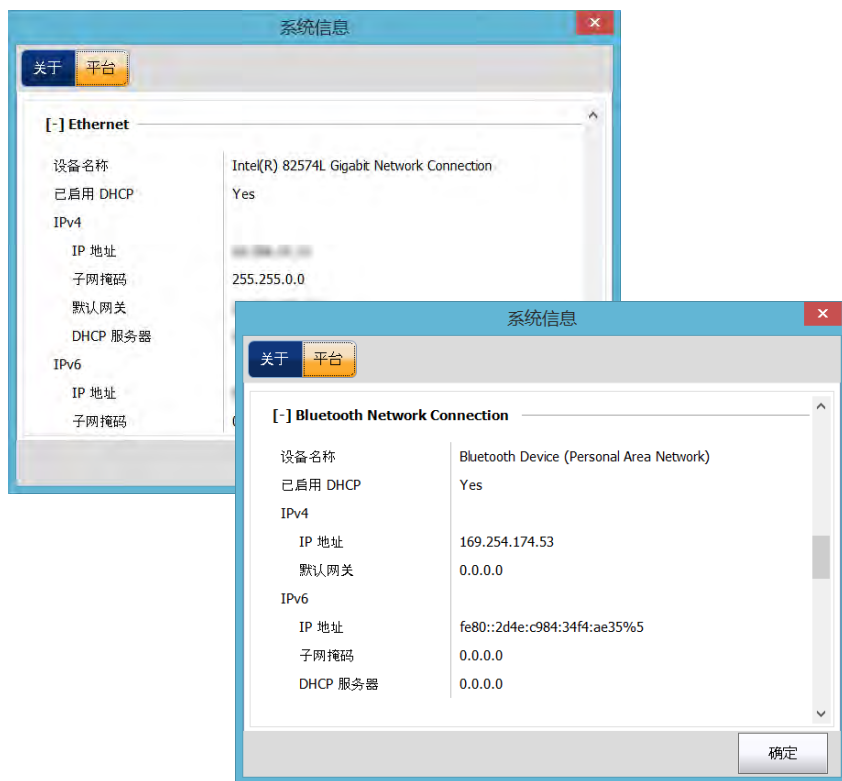 系统信息
关于 平台
[-] Ethernet
设备名称 Intel(R) 82574L Gigabit Network Connection
已启用 DHCP Yes
IPv4
IP 地址
子网掩码 255.255.0.0
默认网关
DHCP 服务器
IPv6
IP 地址
子网掩码
系统信息
关于 平台
[-] Bluetooth Network Connection
设备名称 Bluetooth Device (Personal Area Network)
已启用 DHCP Yes
IPv4
IP 地址 169.254.174.53
默认网关 0.0.0.0
IPv6
IP 地址 fe80::2d4e:c984:34f4:ae35%5
子网掩码 0.0.0.0
DHCP 服务器 0.0.0.0
确定